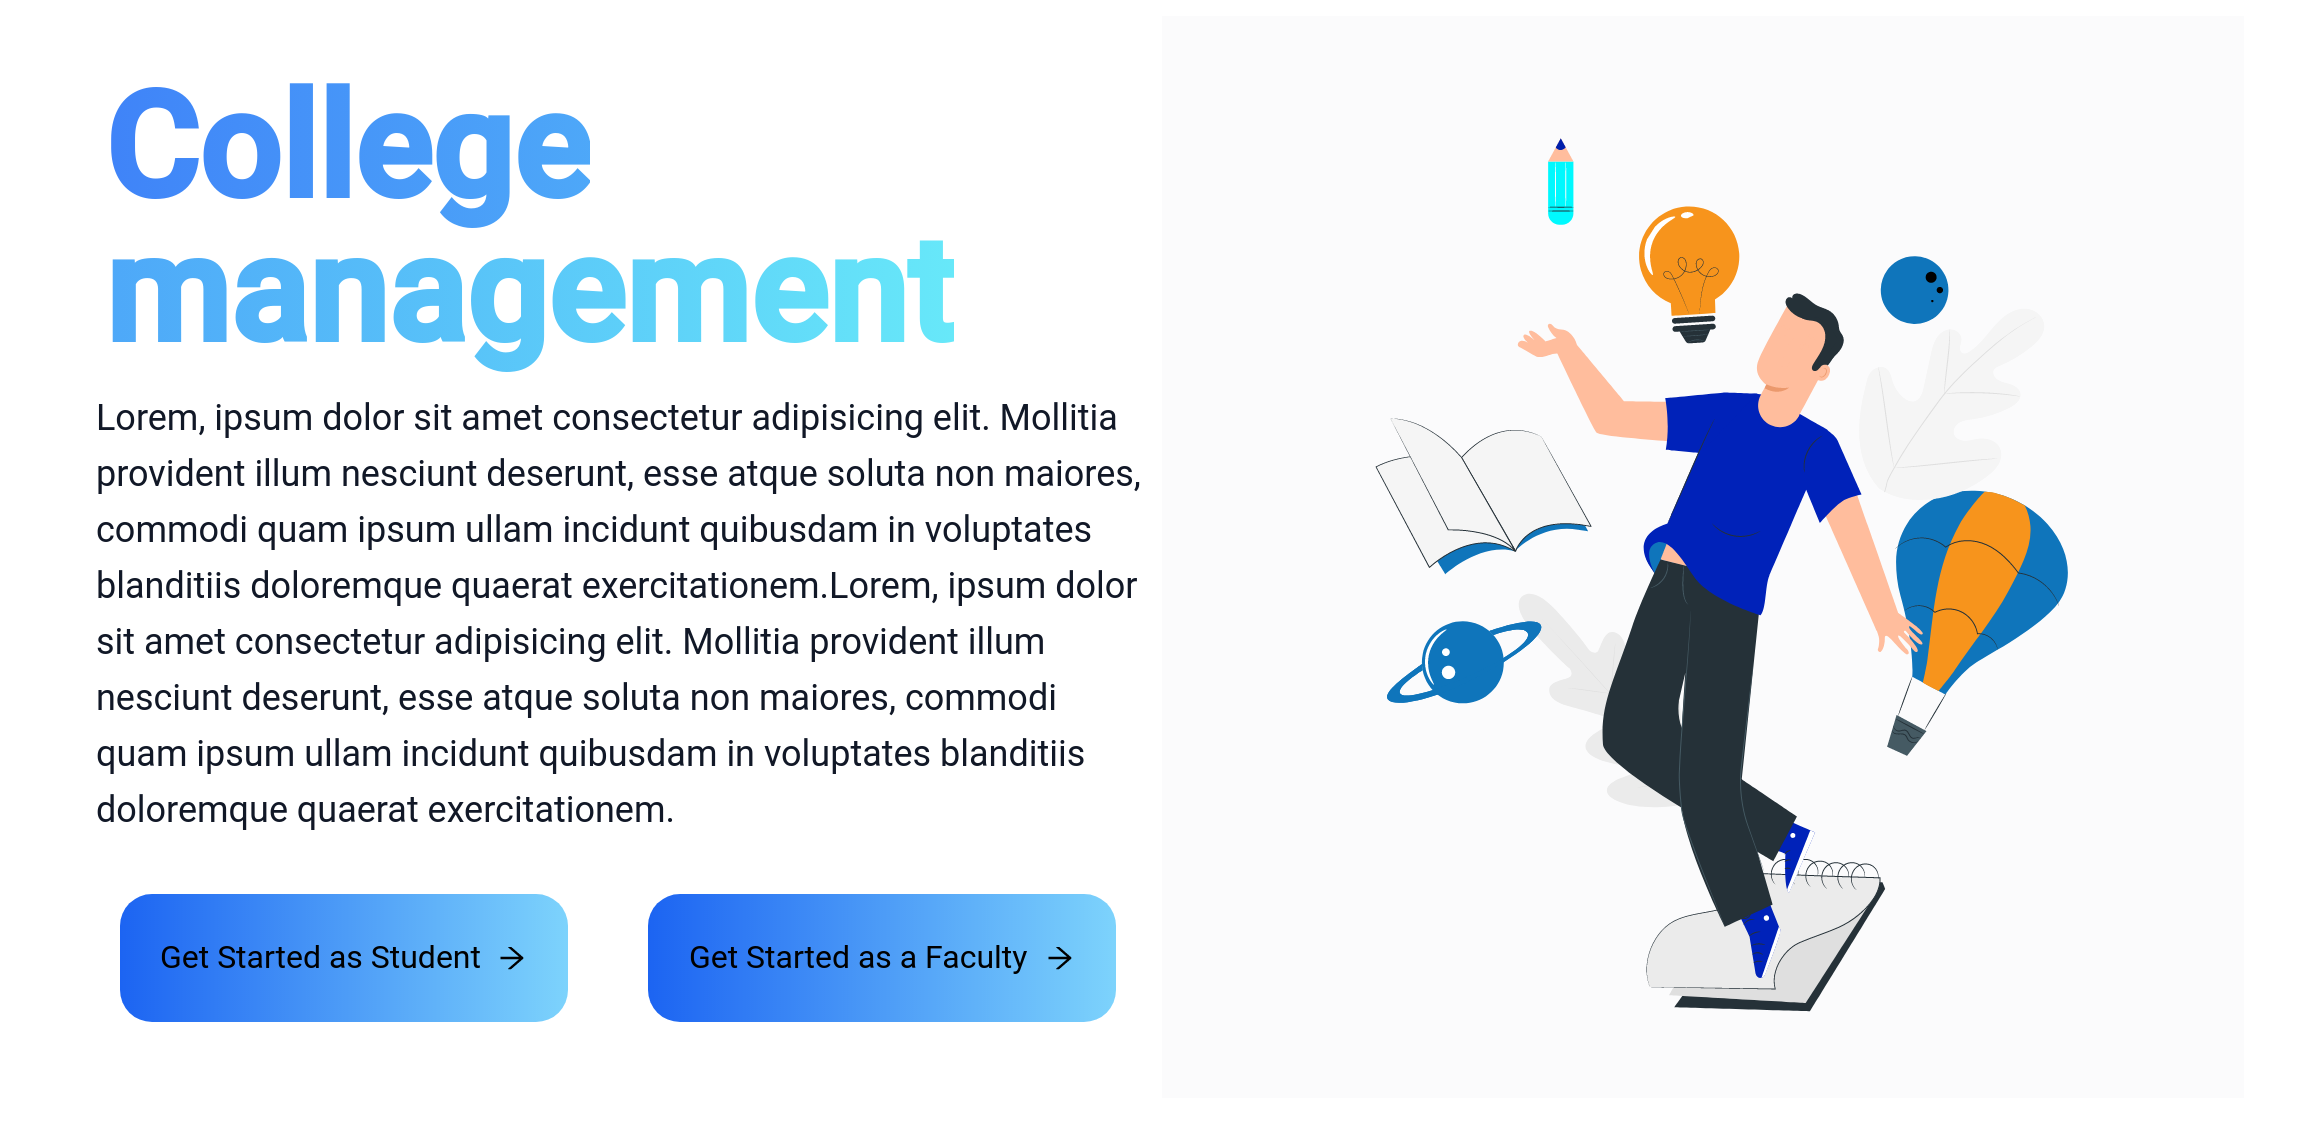 College
management
Lorem, ipsum dolor sit amet consectetur adipisicing elit. Mollitia
provident illum nesciunt deserunt, esse atque soluta non maiores,
commodi quam ipsum ullam incidunt quibusdam in voluptates
blanditiis doloremque quaerat exercitationem.Lorem, ipsum dolor
sit amet consectetur adipisicing elit. Mollitia provident illum
nesciunt deserunt, esse atque soluta non maiores, commodi
quam ipsum ullam incidunt quibusdam in voluptates blanditiis
doloremque quaerat exercitationem.
Get Started as Student →
Get Started as a Faculty →